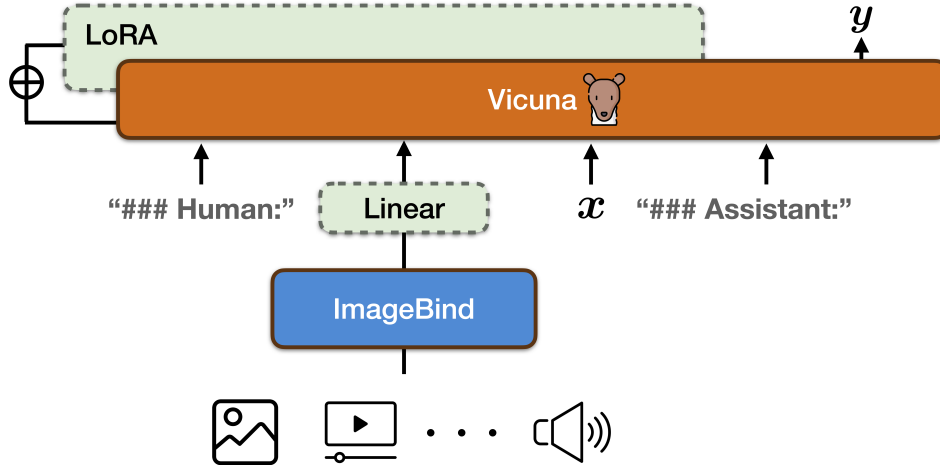 LoRA
y
Vicuna
“### Human:”
Linear
x
“### Assistant:”
ImageBind